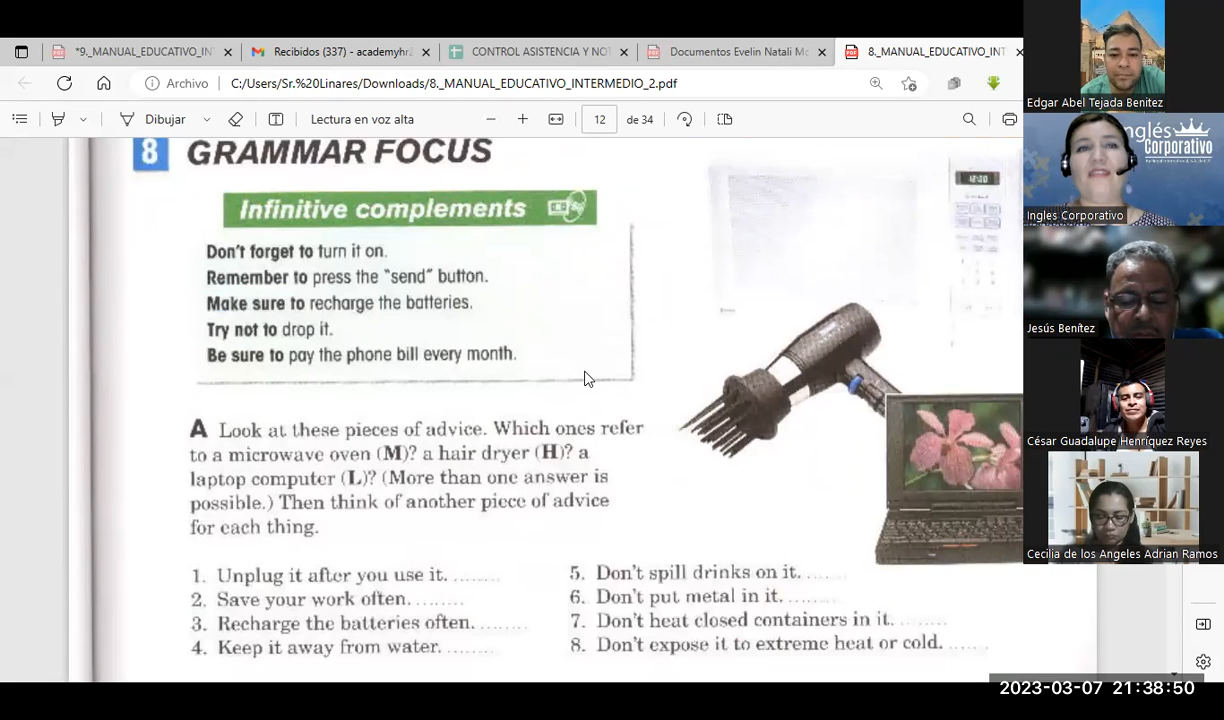 *9._MANUAL_EDUCATIVO_IN
Recibidos (337) - academyhr.
CONTROL ASISTENCIA Y NO
Documentos Evelin Natali Mo
8._MANUAL_EDUCATIVO_INT
Archivo
C:/Users/Sr.%20Linares/Downloads/8._MANUAL_EDUCATIVO_INTERMEDIO_2.pdf
Dibujar
Lectura en voz alta
12
de 34
8 GRAMMAR FOCUS
Infinitive complements
Don't forget to turn it on.
Remember to press the "send" button.
Make sure to recharge the batteries.
Try not to drop it.
Be sure to pay the phone bill every month.
12:00
A Look at these pieces of advice. Which ones refer
to a microwave oven (M)? a hair dryer (H)? a
laptop computer (L)? (More than one answer is
possible.) Then think of another piece of advice
for each thing.
1. Unplug it after you use it. ........
2. Save your work often. ........
3. Recharge the batteries often. ........
4. Keep it away from water. ........
5. Don't spill drinks on it. ........
6. Don't put metal in it. ........
7. Don't heat closed containers in it. ........
8. Don't expose it to extreme heat or cold. ........
Edgar Abel Tejada Benitez
nglés
Corporativo
Ingles Corporativo
Jesús Benítez
César Guadalupe Henríquez Reyes
Cecilia de los Angeles Adrian Ramos
2023-03-07 21:38:50